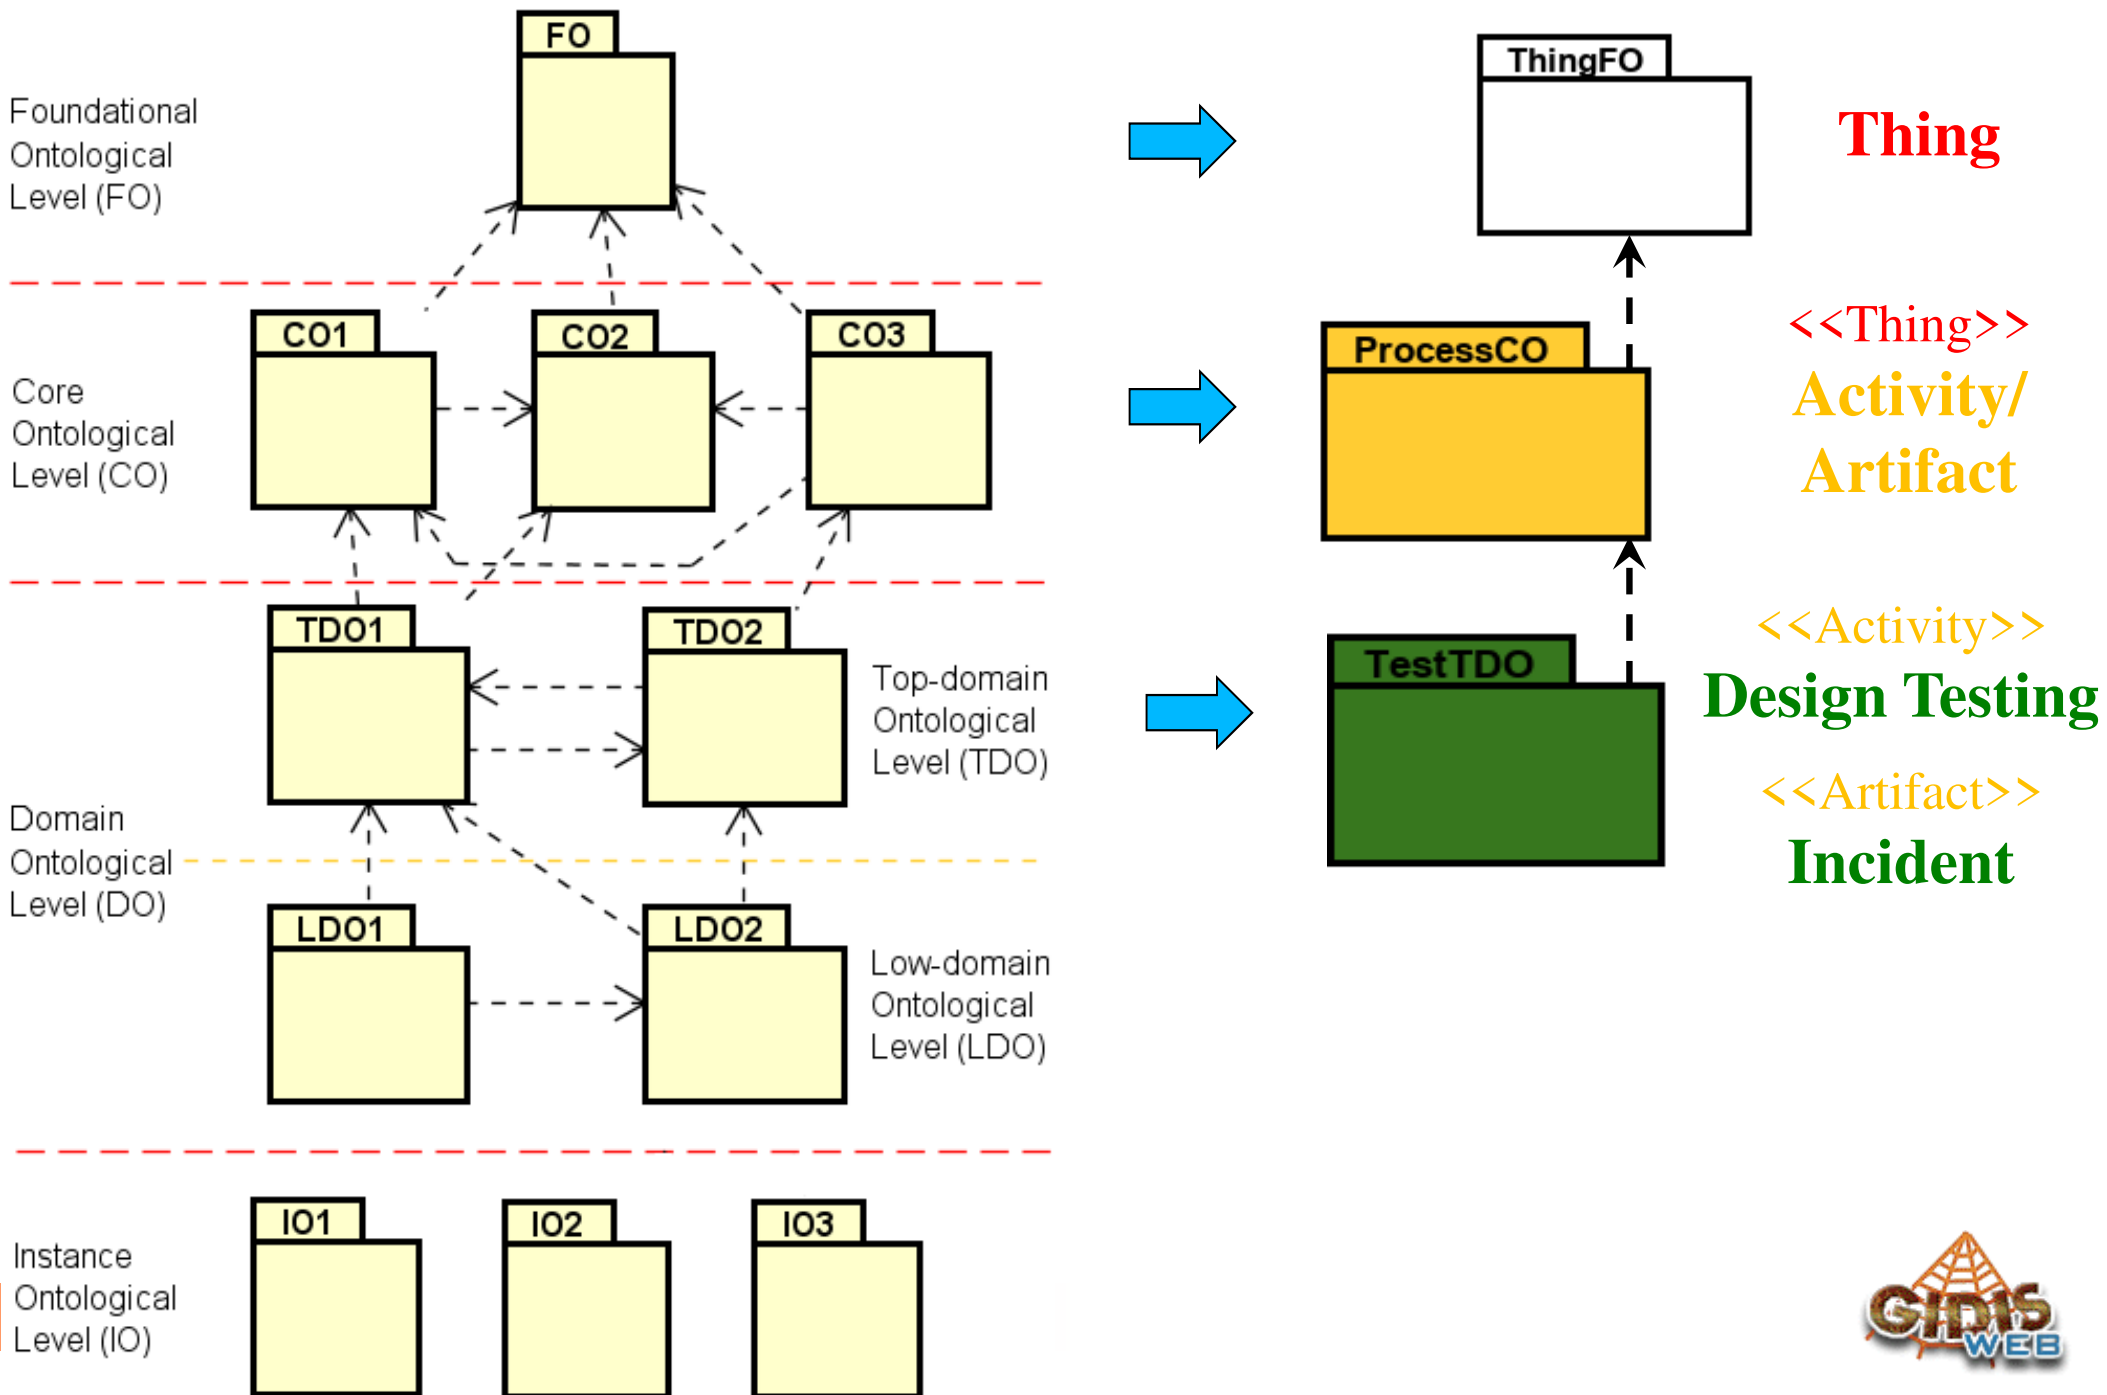 FO
Foundational
Ontological
Level (FO)
ThingFO
Thing
CO1
CO2
CO3
Core
Ontological
Level (CO)
ProcessCO
<<Thing>>
Activity/
Artifact
TDO1
TDO2
Top-domain
Ontological
Level (TDO)
TestTDO
<<Activity>>
Design Testing
<<Artifact>>
Incident
Domain
Ontological
Level (DO)
LDO1
LDO2
Low-domain
Ontological
Level (LDO)
IO1
IO2
IO3
Instance
Ontological
Level (IO)
GIDIS
WEB